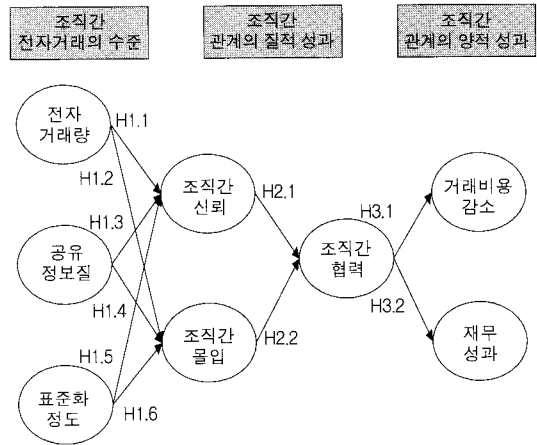 조직간
전자거래의 수준
조직간
관계의 질적 성과
조직간
관계의 양적 성과
전자
거래량
H1.1
H1.2
조직간
신뢰
H2.1
H1.3
공유
정보질
H1.4
조직간
협력
H3.1
거래비용
감소
H3.2
조직간
몰입
H2.2
재무
성과
H1.5
표준화
정도
H1.6